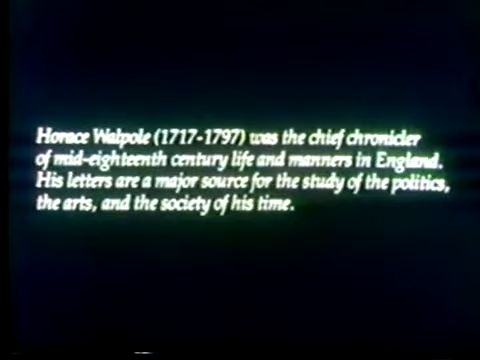 Horace Walpole (1717-1797) was the chief chronicler
of mid-eighteenth century life and manners in England.
His letters are a major source for the study of the politics,
the arts, and the society of his time.